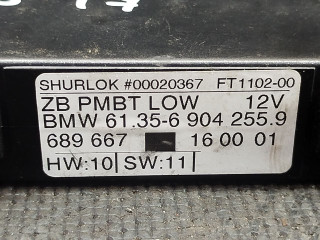 SHURLOK #00020367 FT1102-00
ZB PMBT LOW 12V
BMW 61.35-6 904 255.9
689 667 16 00 01
HW:10 SW:11